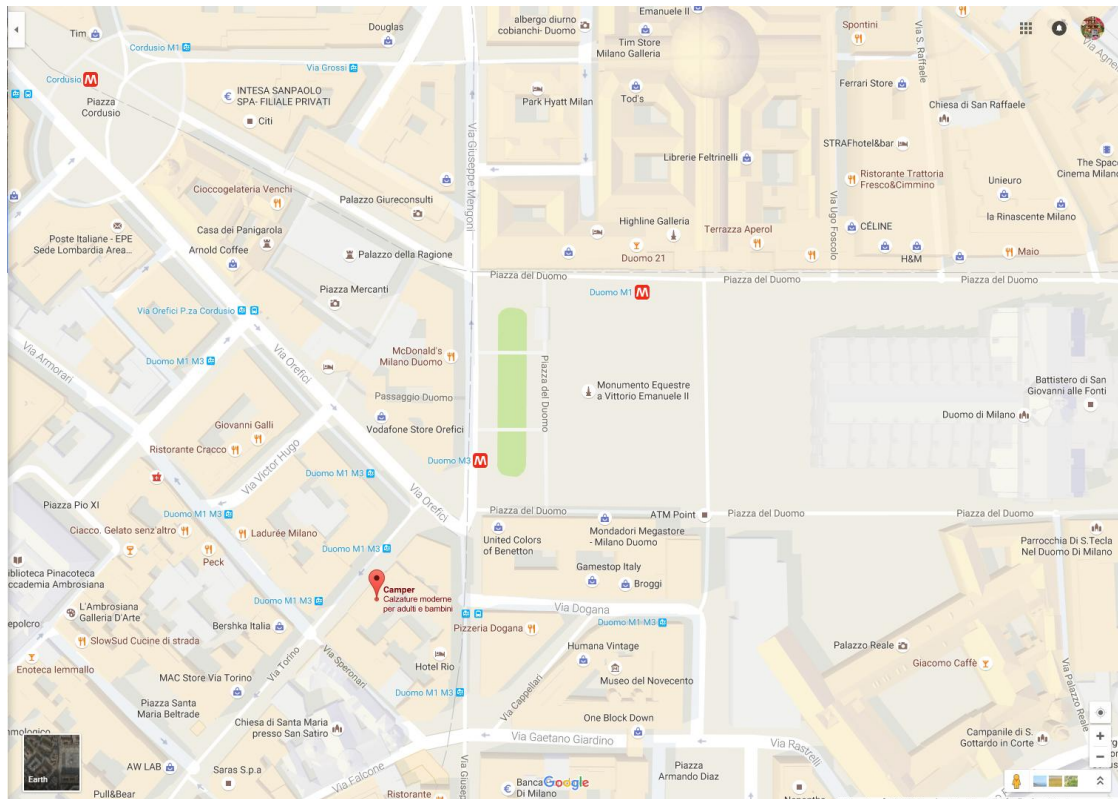 Tim
Cordusio M1
Cordusio
Piazza
Cordusio
Via Grossi
Douglas
INTESA SANPAOLO
SPA- FILIALE PRIVATI
Citi
albergo diurno
cobianchi- Duomo
Emanuele II
Tim Store
Milano Galleria
Park Hyatt Milan
Tod's
Spontini
Via S. Raffaele
Ferrari Store
Chiesa di San Raffaele
Via Agne
STRAFhotel&bar
The Space
Cinema Milano
Librerie Feltrinelli
Ristorante Trattoria
Fresco&Cimmino
Unieuro
la Rinascente Milano
Via Giuseppe Mengoni
Cioccogelateria Venchi
Palazzo Giureconsulti
Poste Italiane - EPE
Sede Lombardia Area...
Casa dei Panigarola
Arnold Coffee
Palazzo della Ragione
Highline Galleria
Duomo 21
Terrazza Aperol
Via Ugo Foscolo
CÉLINE
H&M
Maio
Piazza del Duomo
Piazza del Duomo
Piazza del Duomo
Duomo M1
Piazza Mercanti
Via Orefici P.za Cordusio
Via Armorari
Duomo M1 M3
Via Orefici
McDonald's
Milano Duomo
Passaggio Duomo
Vodafone Store Orefici
Piazza del Duomo
Monumento Equestre
a Vittorio Emanuele II
Battistero di San
Giovanni alle Fonti
Duomo di Milano
Giovanni Galli
Ristorante Cracco
Via Victor Hugo
Duomo M1 M3
Duomo M3
Via Orefici
Piazza Pio XI
Duomo M1 M3
Ciacco. Gelato senz'altro
Ladurée Milano
Peck
Duomo M1 M3
Piazza del Duomo
ATM Point
Piazza del Duomo
Piazza del Duomo
United Colors
of Benetton
Mondadori Megastore
- Milano Duomo
Parrocchia Di S.Tecla
Nel Duomo Di Milano
Gamestop Italy
Broggi
iblioteca Pinacoteca
ccademia Ambrosiana
Camper
Calzature moderne
per adulti e bambini
Duomo M1 M3
L'Ambrosiana
Galleria D'Arte
epolcro
Bershka Italia
SlowSud Cucine di strada
Enoteca Iemmallo
Pizzeria Dogana
Via Dogana
Duomo M1 M3
Humana Vintage
Museo del Novecento
Palazzo Reale
Giacomo Caffè
Via Torino
Via Speronari
Hotel Rio
Duomo M1 M3
MAC Store Via Torino
Piazza Santa
Maria Beltrade
Chiesa di Santa Maria
presso San Satiro
Via Cappellari
One Block Down
Via Gaetano Giardino
Via Rastrelli
Via Palazzo Reale
Campanile di S.
Gottardo in Corte
mmologico
Earth
AW LAB
Pull&Bear
Saras S.p.a
Via Falcone
Via Giusep
Ristorante
Banca
Di Milano
Google
Piazza
Armando Diaz